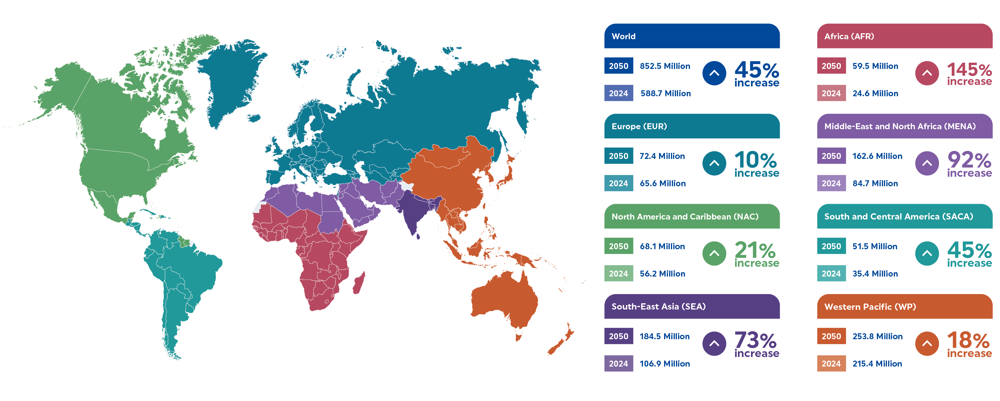 World
2050 852.5 Million
45%
increase
2024 588.7 Million
Africa (AFR)
2050 59.5 Million
145%
increase
2024 24.6 Million
Europe (EUR)
2050 72.4 Million
10%
increase
2024 65.6 Million
Middle-East and North Africa (MENA)
2050 162.6 Million
92%
increase
2024 84.7 Million
North America and Caribbean (NAC)
2050 68.1 Million
21%
increase
2024 56.2 Million
South and Central America (SACA)
2050 51.5 Million
45%
increase
2024 35.4 Million
South-East Asia (SEA)
2050 184.5 Million
73%
increase
2024 106.9 Million
Western Pacific (WP)
2050 253.8 Million
18%
increase
2024 215.4 Million